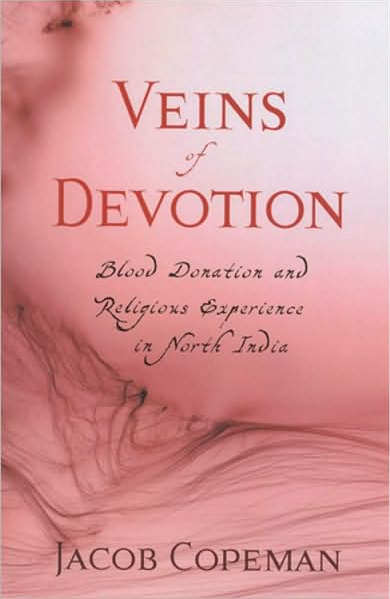 VEINS
of
DEVOTION
Blood Donation and
Religious Experience
in North India
JACOB COPEMAN